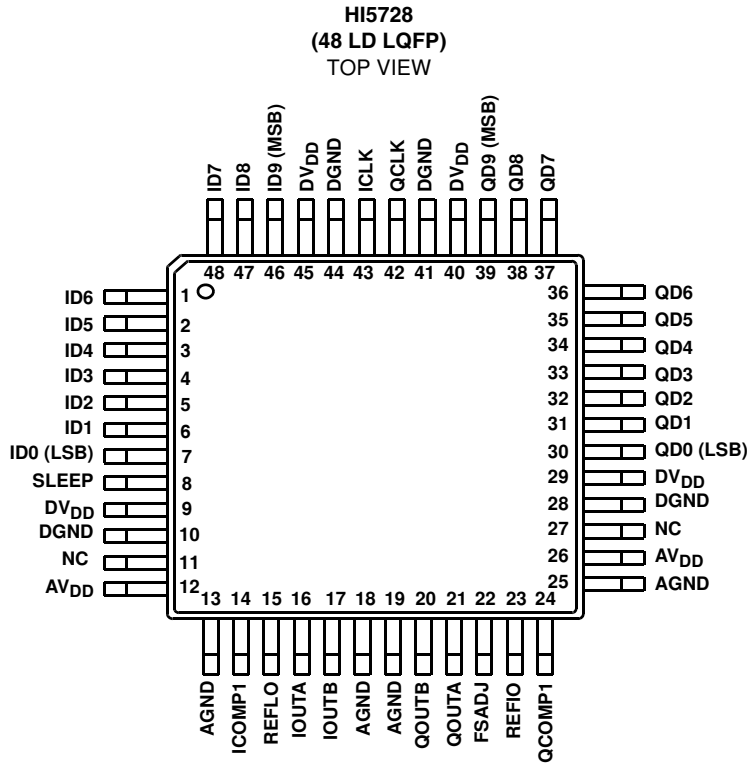 HI5728
(48 LD LQFP)
TOP VIEW
ID7
ID8
ID9 (MSB)
DVDD
DGND
ICLK
QCLK
DGND
DVDD
QD9 (MSB)
QD8
QD7
48 47 46 45 44 43 42 41 40 39 38 37
ID6 1
ID5 2
ID4 3
ID3 4
ID2 5
ID1 6
ID0 (LSB) 7
SLEEP 8
DVDD 9
DGND 10
NC 11
AVDD 12
36 QD6
35 QD5
34 QD4
33 QD3
32 QD2
31 QD1
30 QD0 (LSB)
29 DVDD
28 DGND
27 NC
26 AVDD
25 AGND
13 14 15 16 17 18 19 20 21 22 23 24
AGND
ICOMP1
REFLO
IOUTA
IOUTB
AGND
AGND
QOUTB
QOUTA
FSADJ
REFIO
QCOMP1